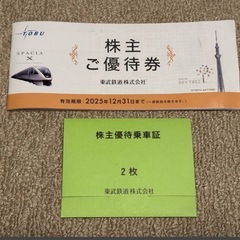 TOBU
SPACIA
X
株主
ご優待券
有効期限:2025年12月31日まで
東武鉄道株式会社
株主優待乗車証
2枚
東武鉄道株式会社